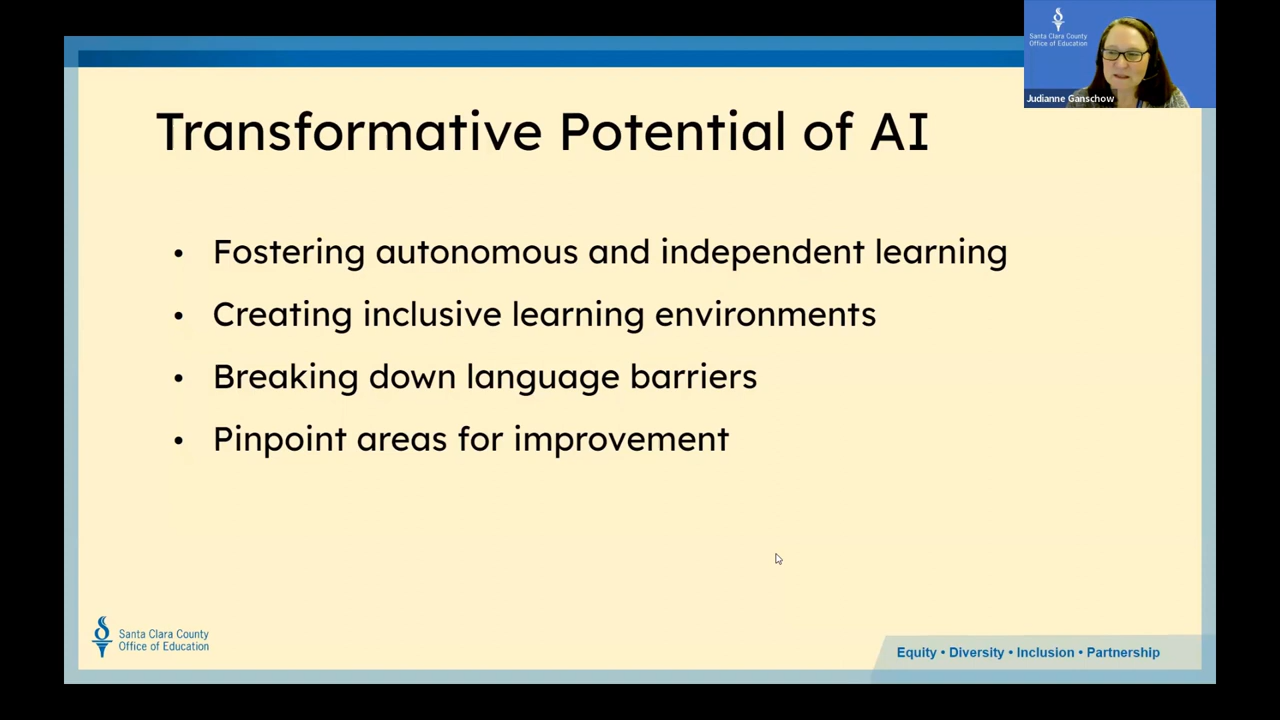 Santa Clara County
Office of Education
Judianne Ganschow
Transformative Potential of AI
• Fostering autonomous and independent learning
• Creating inclusive learning environments
• Breaking down language barriers
• Pinpoint areas for improvement
Santa Clara County
Office of Education
Equity • Diversity • Inclusion • Partnership